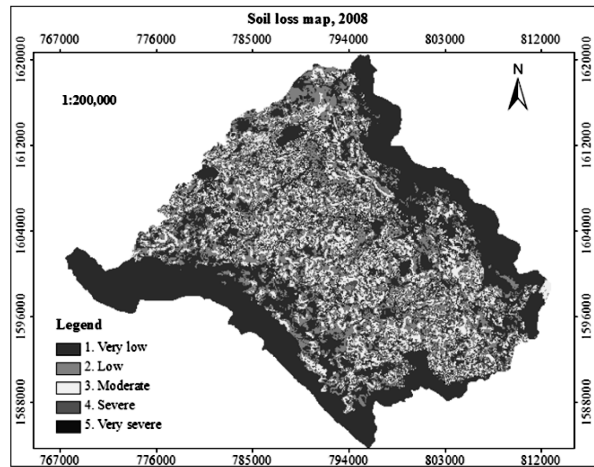 Soil loss map, 2008
767000 776000 785000 794000 803000 812000
1620000 1620000
N
1:200,000
1612000 1612000
1604000 1604000
1596000 1596000
Legend
1. Very low
2. Low
3. Moderate
4. Severe
5. Very severe
1588000 1588000
767000 776000 785000 794000 803000 812000